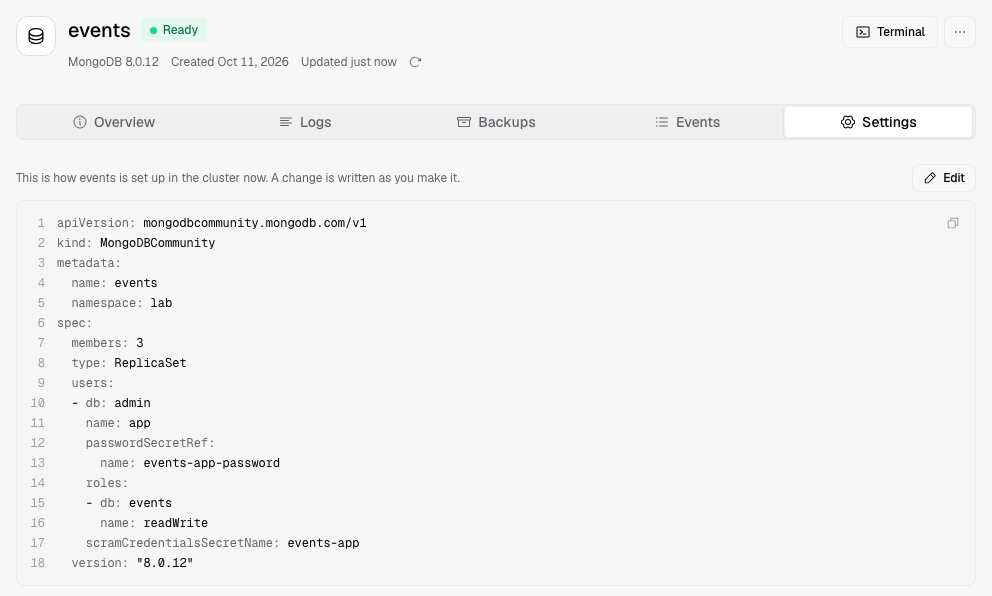 events Ready
Terminal ...
MongoDB 8.0.12 Created Oct 11, 2026 Updated just now
Overview Logs Backups Events Settings
This is how events is set up in the cluster now. A change is written as you make it.
Edit
1 apiVersion: mongodbcommunity.mongodb.com/v1
2 kind: MongoDBCommunity
3 metadata:
4   name: events
5   namespace: lab
6 spec:
7   members: 3
8   type: ReplicaSet
9   users:
10   - db: admin
11     name: app
12     passwordSecretRef:
13       name: events-app-password
14     roles:
15     - db: events
16       name: readWrite
17     scramCredentialsSecretName: events-app
18   version: "8.0.12"